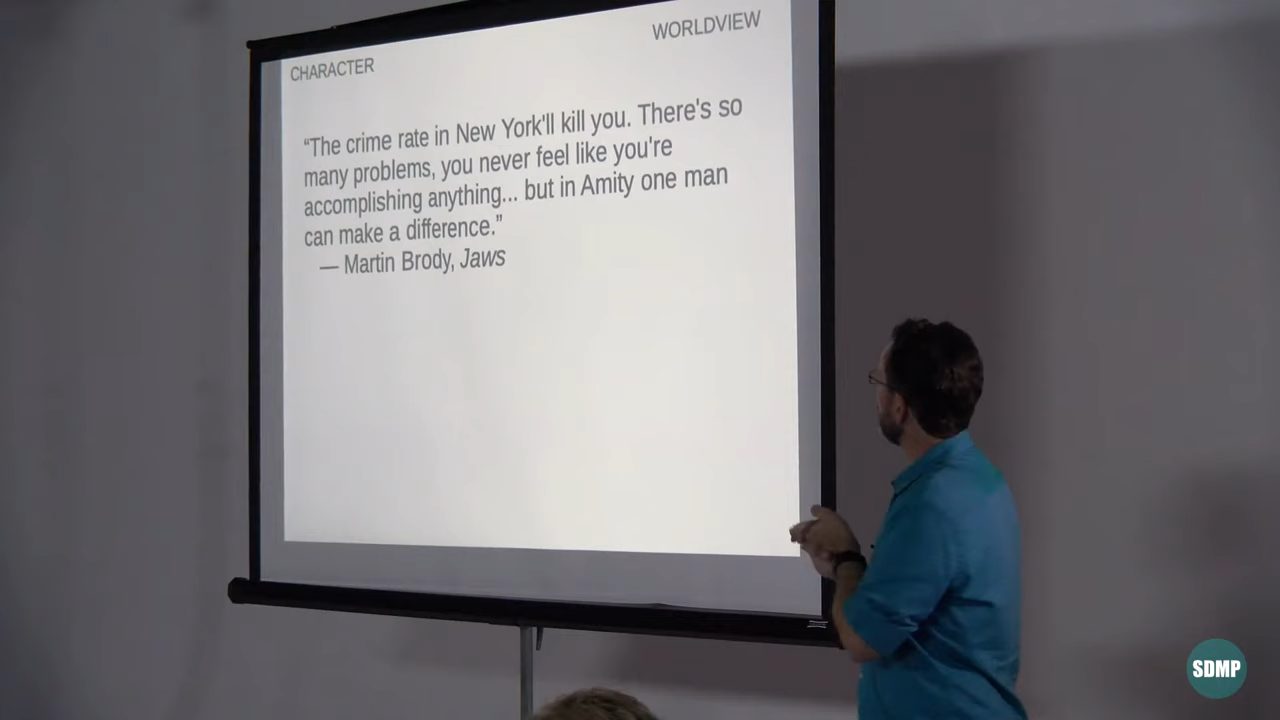 WORLDVIEW
CHARACTER
“The crime rate in New York'll kill you. There's so
many problems, you never feel like you're
accomplishing anything... but in Amity one man
can make a difference.”
— Martin Brody, Jaws
SDMP